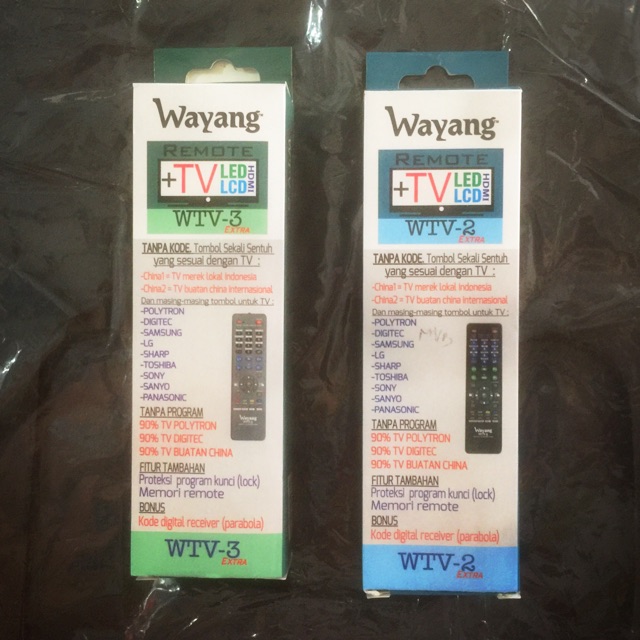 Wayang
REMOTE
+TV LED LCD HDMI
WTV-3
EXTRA
TANPA KODE, Tombol Sekali Sentuh
yang sesuai dengan TV :
-China1 = TV merek lokal Indonesia
-China2 = TV buatan china Internasional
Dan masing-masing tombol untuk TV :
-POLYTRON
-DIGITEC
-SAMSUNG
-LG
-SHARP
-TOSHIBA
-SONY
-SANYO
-PANASONIC
Wayang
TANPA PROGRAM
90% TV POLYTRON
90% TV DIGITEC
90% TV BUATAN CHINA
FITUR TAMBAHAN
Proteksi program kunci (lock)
Memori remote
BONUS
Kode digital receiver (parabola)
WTV-3
EXTRA
Wayang
REMOTE
+TV LED LCD HDMI
WTV-2
EXTRA
TANPA KODE, Tombol Sekali Sentuh
yang sesuai dengan TV :
-China1 = TV merek lokal Indonesia
-China2 = TV buatan china Internasional
Dan masing-masing tombol untuk TV :
-POLYTRON
-DIGITEC
-SAMSUNG
-LG
-SHARP
-TOSHIBA
-SONY
-SANYO
-PANASONIC
Wayang
TANPA PROGRAM
90% TV POLYTRON
90% TV DIGITEC
90% TV BUATAN CHINA
FITUR TAMBAHAN
Proteksi program kunci (lock)
Memori remote
BONUS
Kode digital receiver (parabola)
WTV-2
EXTRA